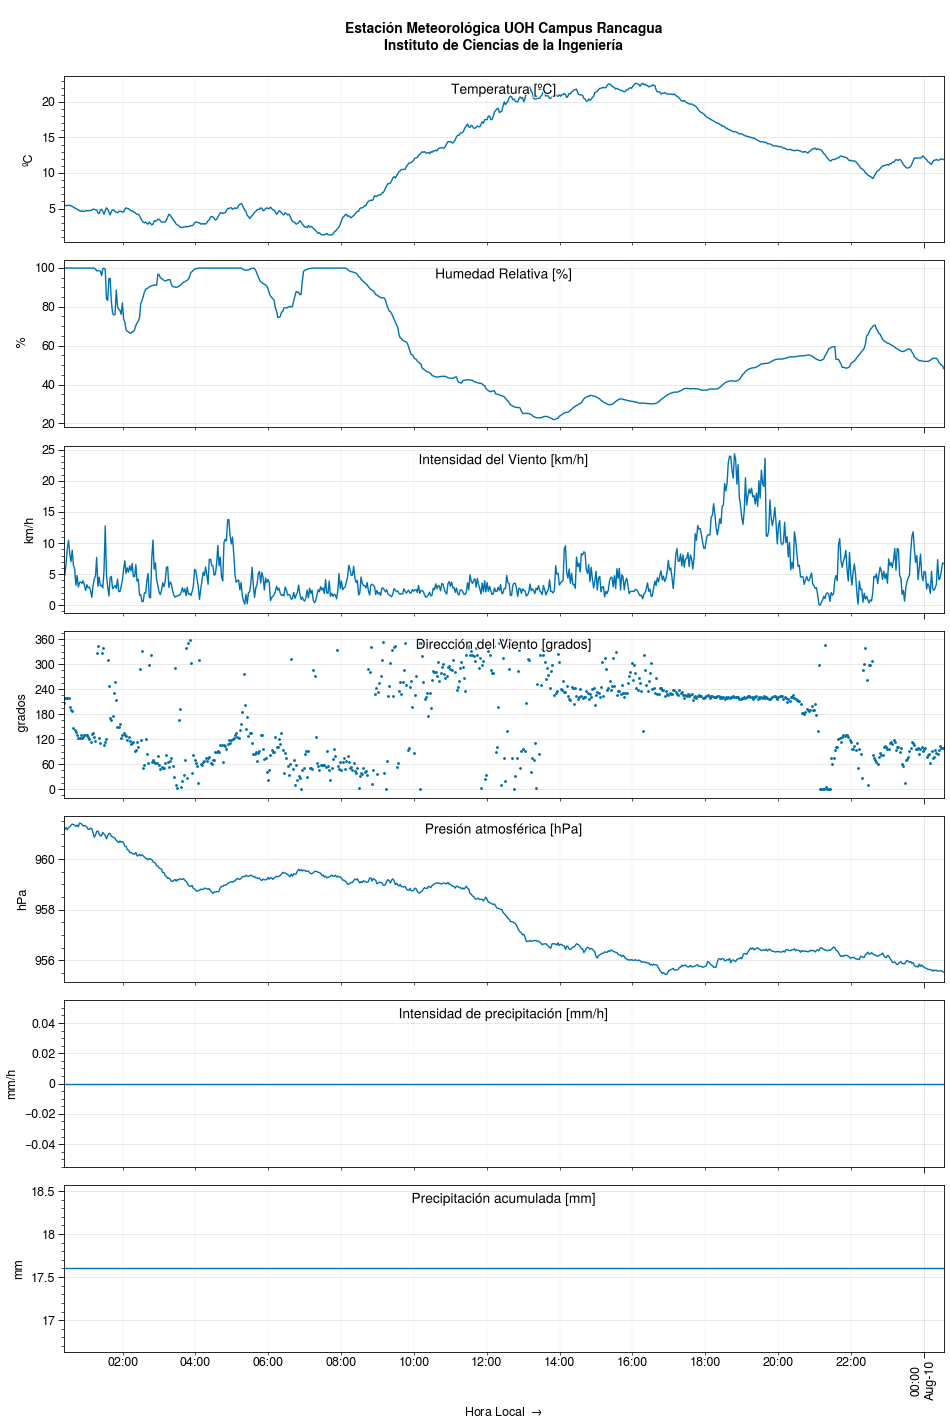 Estación Meteorológica UOH Campus Rancagua
Instituto de Ciencias de la Ingeniería
Temperatura [ºC]
ºC
20
15
10
5
Humedad Relativa [%]
%
100
80
60
40
20
Intensidad del Viento [km/h]
km/h
25
20
15
10
5
0
Dirección del Viento [grados]
grados
360
300
240
180
120
60
0
Presión atmosférica [hPa]
hPa
960
958
956
Intensidad de precipitación [mm/h]
mm/h
0.04
0.02
0
−0.02
−0.04
Precipitación acumulada [mm]
mm
18.5
18
17.5
17
02:00 04:00 06:00 08:00 10:00 12:00 14:00 16:00 18:00 20:00 22:00 00:00
Aug-10
Hora Local →